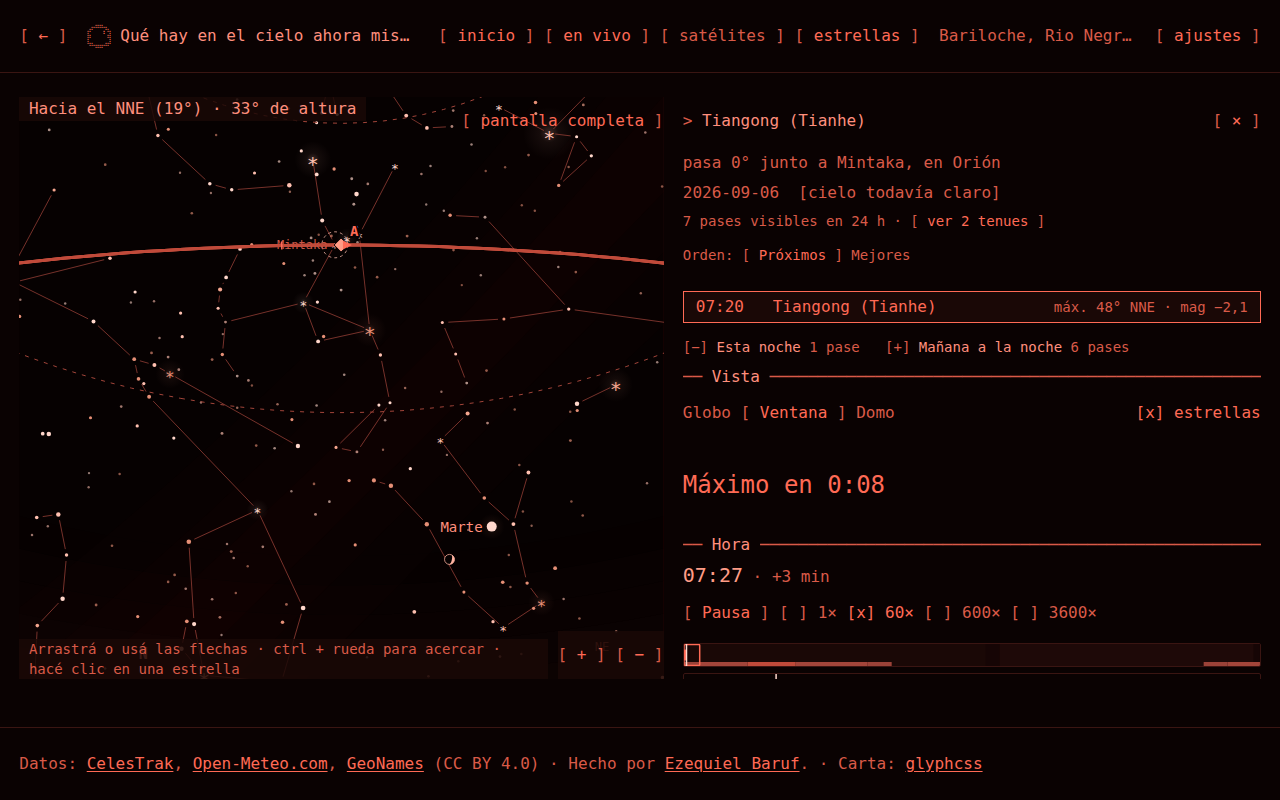 [ ← ] Qué hay en el cielo ahora mis… [ inicio ] [ en vivo ] [ satélites ] [ estrellas ] Bariloche, Rio Negr… [ ajustes ]
Hacia el NNE (19°) · 33° de altura
[ pantalla completa ]
A
Mintaka
Marte
Arrastrá o usá las flechas · ctrl + rueda para acercar ·
hacé clic en una estrella
[ + ] [ − ]
> Tiangong (Tianhe) [ × ]
pasa 0° junto a Mintaka, en Orión
2026-09-06 [cielo todavía claro]
7 pases visibles en 24 h · [ ver 2 tenues ]
Orden: [ Próximos ] Mejores
07:20 Tiangong (Tianhe) máx. 48° NNE · mag −2,1
[−] Esta noche 1 pase [+] Mañana a la noche 6 pases
Vista
Globo [ Ventana ] Domo [x] estrellas
Máximo en 0:08
Hora
07:27 · +3 min
[ Pausa ] [ ] 1× [x] 60× [ ] 600× [ ] 3600×
Datos: CelesTrak, Open-Meteo.com, GeoNames (CC BY 4.0) · Hecho por Ezequiel Baruf. · Carta: glyphcss